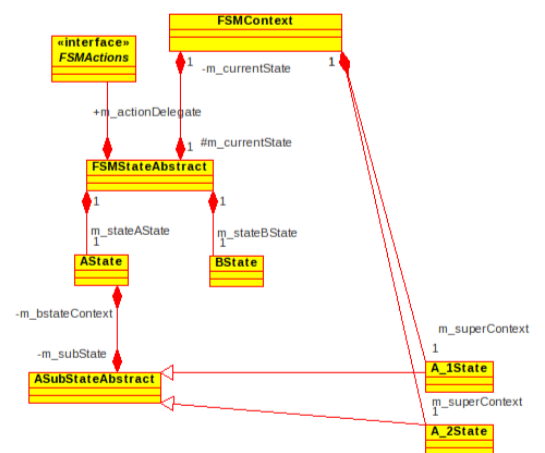 FSMContext
«interface»
FSMActions
1
-m_currentState
1
+m_actionDelegate
1
#m_currentState
FSMStateAbstract
1
1
m_stateAState
1
m_stateBState
1
AState
BState
-m_bstateContext
m_superContext
1
-m_subState
A_1State
ASubStateAbstract
m_superContext
1
A_2State